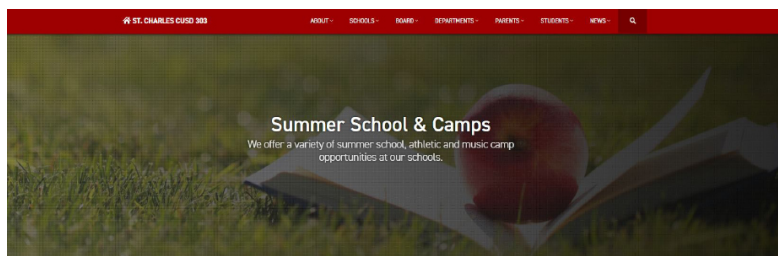 ST. CHARLES CUSD 303 ABOUT SCHOOLS BOARD DEPARTMENTS PARENTS STUDENTS NEWS
Summer School & Camps
We offer a variety of summer school, athletic and music camp
opportunities at our schools.